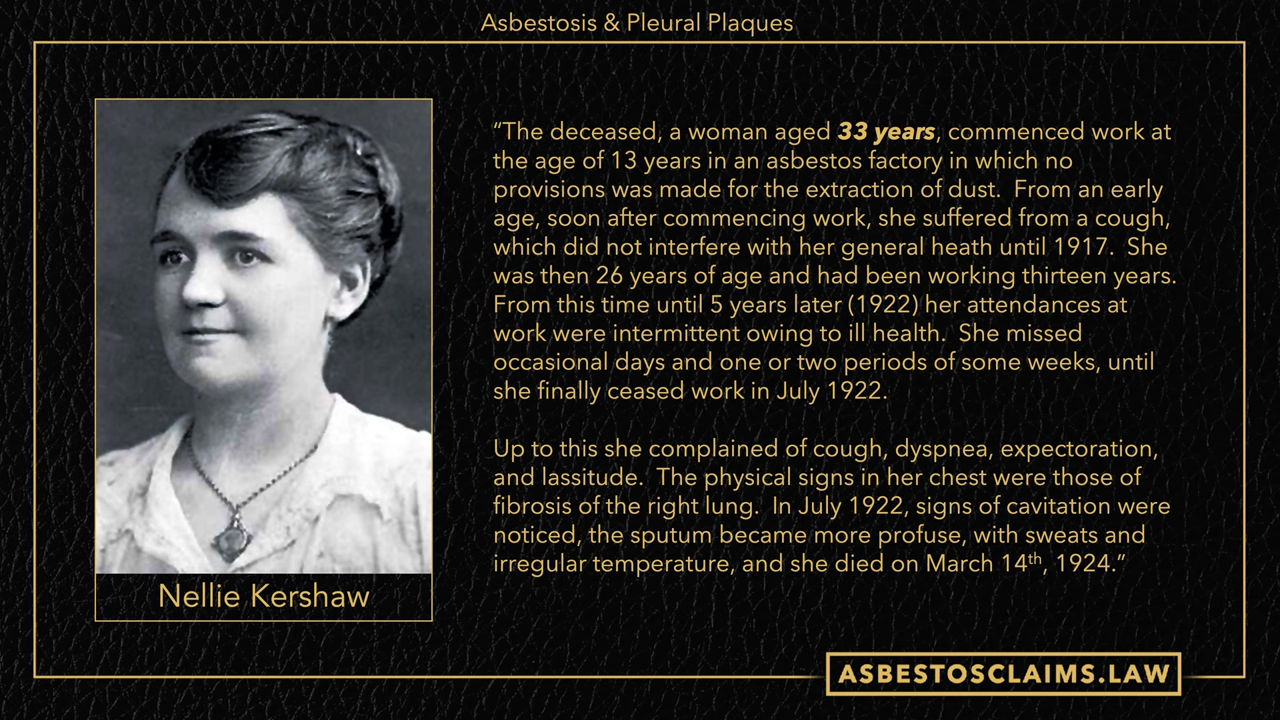 Asbestosis & Pleural Plaques
“The deceased, a woman aged 33 years, commenced work at
the age of 13 years in an asbestos factory in which no
provisions was made for the extraction of dust.  From an early
age, soon after commencing work, she suffered from a cough,
which did not interfere with her general heath until 1917.  She
was then 26 years of age and had been working thirteen years.
From this time until 5 years later (1922) her attendances at
work were intermittent owing to ill health.  She missed
occasional days and one or two periods of some weeks, until
she finally ceased work in July 1922.
Up to this she complained of cough, dyspnea, expectoration,
and lassitude.  The physical signs in her chest were those of
fibrosis of the right lung.  In July 1922, signs of cavitation were
noticed, the sputum became more profuse, with sweats and
irregular temperature, and she died on March 14th, 1924.”
Nellie Kershaw
ASBESTOSCLAIMS.LAW